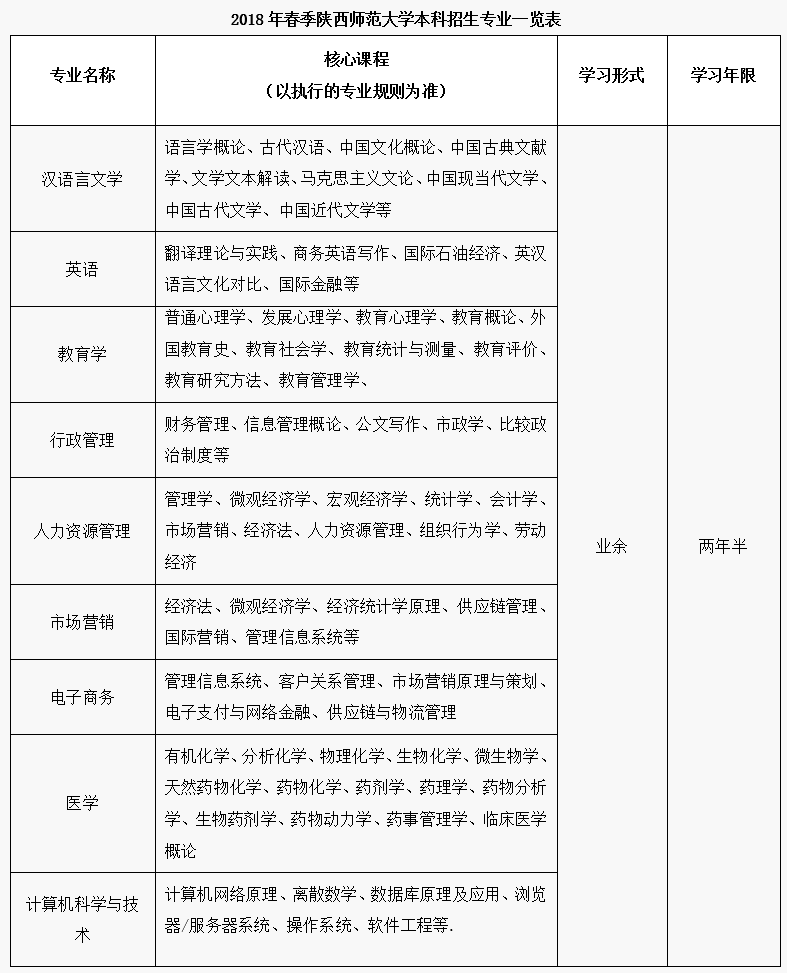 2018年春季陕西师范大学本科招生专业一览表
专业名称
核心课程
（以执行的专业规则为准）
学习形式
学习年限
汉语言文学
语言学概论、古代汉语、中国文化概论、中国古典文献
学、文学文本解读、马克思主义文论、中国现当代文学、
中国古代文学、中国近代文学等
英语
翻译理论与实践、商务英语写作、国际石油经济、英汉
语言文化对比、国际金融等
教育学
普通心理学、发展心理学、教育心理学、教育概论、外
国教育史、教育社会学、教育统计与测量、教育评价、
教育研究方法、教育管理学、
行政管理
财务管理、信息管理概论、公文写作、市政学、比较政
治制度等
人力资源管理
管理学、微观经济学、宏观经济学、统计学、会计学、
市场营销、经济法、人力资源管理、组织行为学、劳动
经济
业余
两年半
市场营销
经济法、微观经济学、经济统计学原理、供应链管理、
国际营销、管理信息系统等
电子商务
管理信息系统、客户关系管理、市场营销原理与策划、
电子支付与网络金融、供应链与物流管理
医学
有机化学、分析化学、物理化学、生物化学、微生物学、
天然药物化学、药物化学、药剂学、药理学、药物分析
学、生物药剂学、药物动力学、药事管理学、临床医学
概论
计算机科学与技
术
计算机网络原理、离散数学、数据库原理及应用、浏览
器/服务器系统、操作系统、软件工程等.